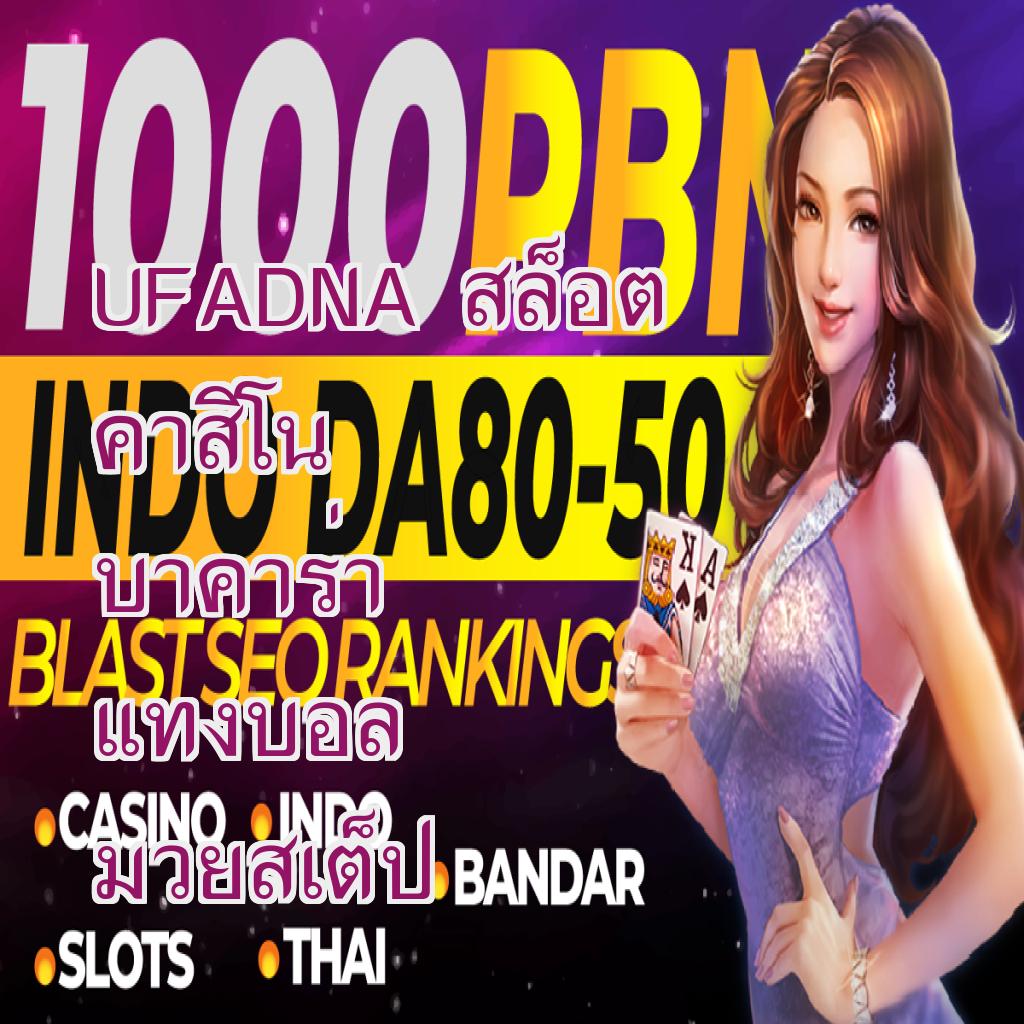 1000 PBN
UFADNA สล็อต
INDO DA80-50
คาสิโน
บาคาร่า
BLAST SEO RANKINGS
แทงบอล
CASINO
INDO
มวยสเต็ป
BANDAR
SLOTS
THAI
K
A